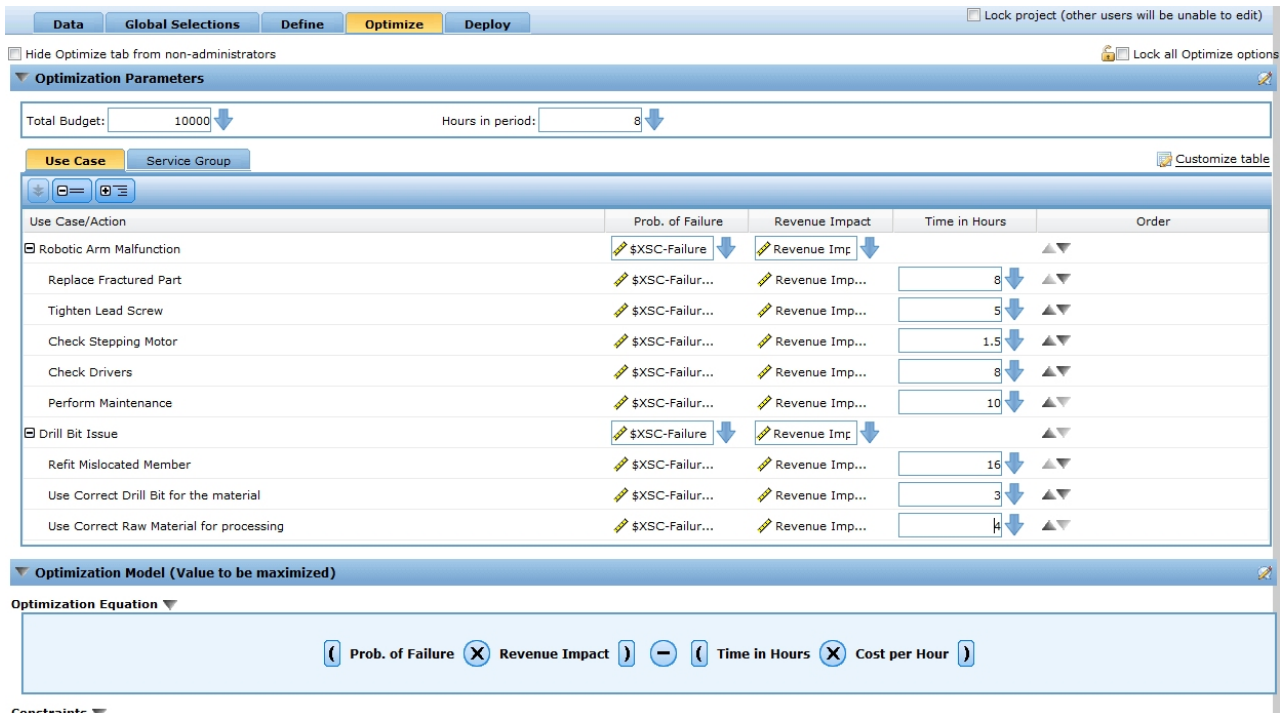 Data Global Selections Define Optimize Deploy Lock project (other users will be unable to edit)
Hide Optimize tab from non-administrators Lock all Optimize options
Optimization Parameters
Total Budget: 10000 Hours in period: 8
Use Case Service Group Customize table
Use Case/Action Prob. of Failure Revenue Impact Time in Hours Order
Robotic Arm Malfunction $XSC-Failure Revenue Imp
Replace Fractured Part $XSC-Failur... Revenue Imp... 8
Tighten Lead Screw $XSC-Failur... Revenue Imp... 5
Check Stepping Motor $XSC-Failur... Revenue Imp... 1.5
Check Drivers $XSC-Failur... Revenue Imp... 8
Perform Maintenance $XSC-Failur... Revenue Imp... 10
Drill Bit Issue $XSC-Failure Revenue Imp
Refit Mislocated Member $XSC-Failur... Revenue Imp... 16
Use Correct Drill Bit for the material $XSC-Failur... Revenue Imp... 3
Use Correct Raw Material for processing $XSC-Failur... Revenue Imp... 4
Optimization Model (Value to be maximized)
Optimization Equation
( Prob. of Failure X Revenue Impact ) − ( Time in Hours X Cost per Hour )
Constraints